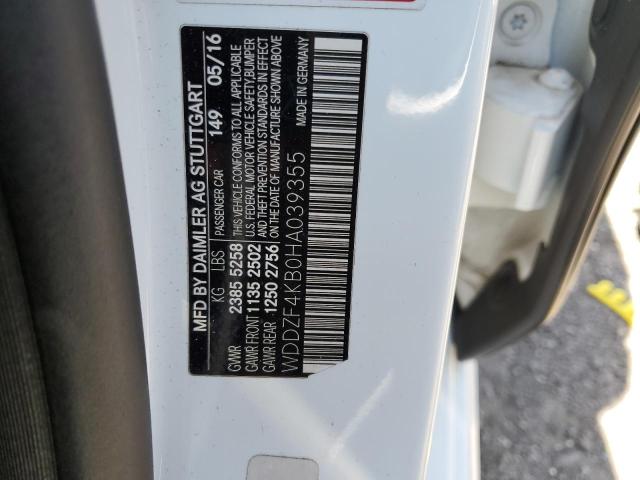 MFD BY DAIMLER AG STUTTGART
PASSENGER CAR 149 05/16
KG LBS
GVWR 2385 5258
GAWR FRONT 1135 2502
GAWR REAR 1250 2756
THIS VEHICLE CONFORMS TO ALL APPLICABLE
U.S. FEDERAL MOTOR VEHICLE SAFETY,BUMPER
AND THEFT PREVENTION STANDARDS IN EFFECT
ON THE DATE OF MANUFACTURE SHOWN ABOVE
WDDZF4KB0HA039355
MADE IN GERMANY